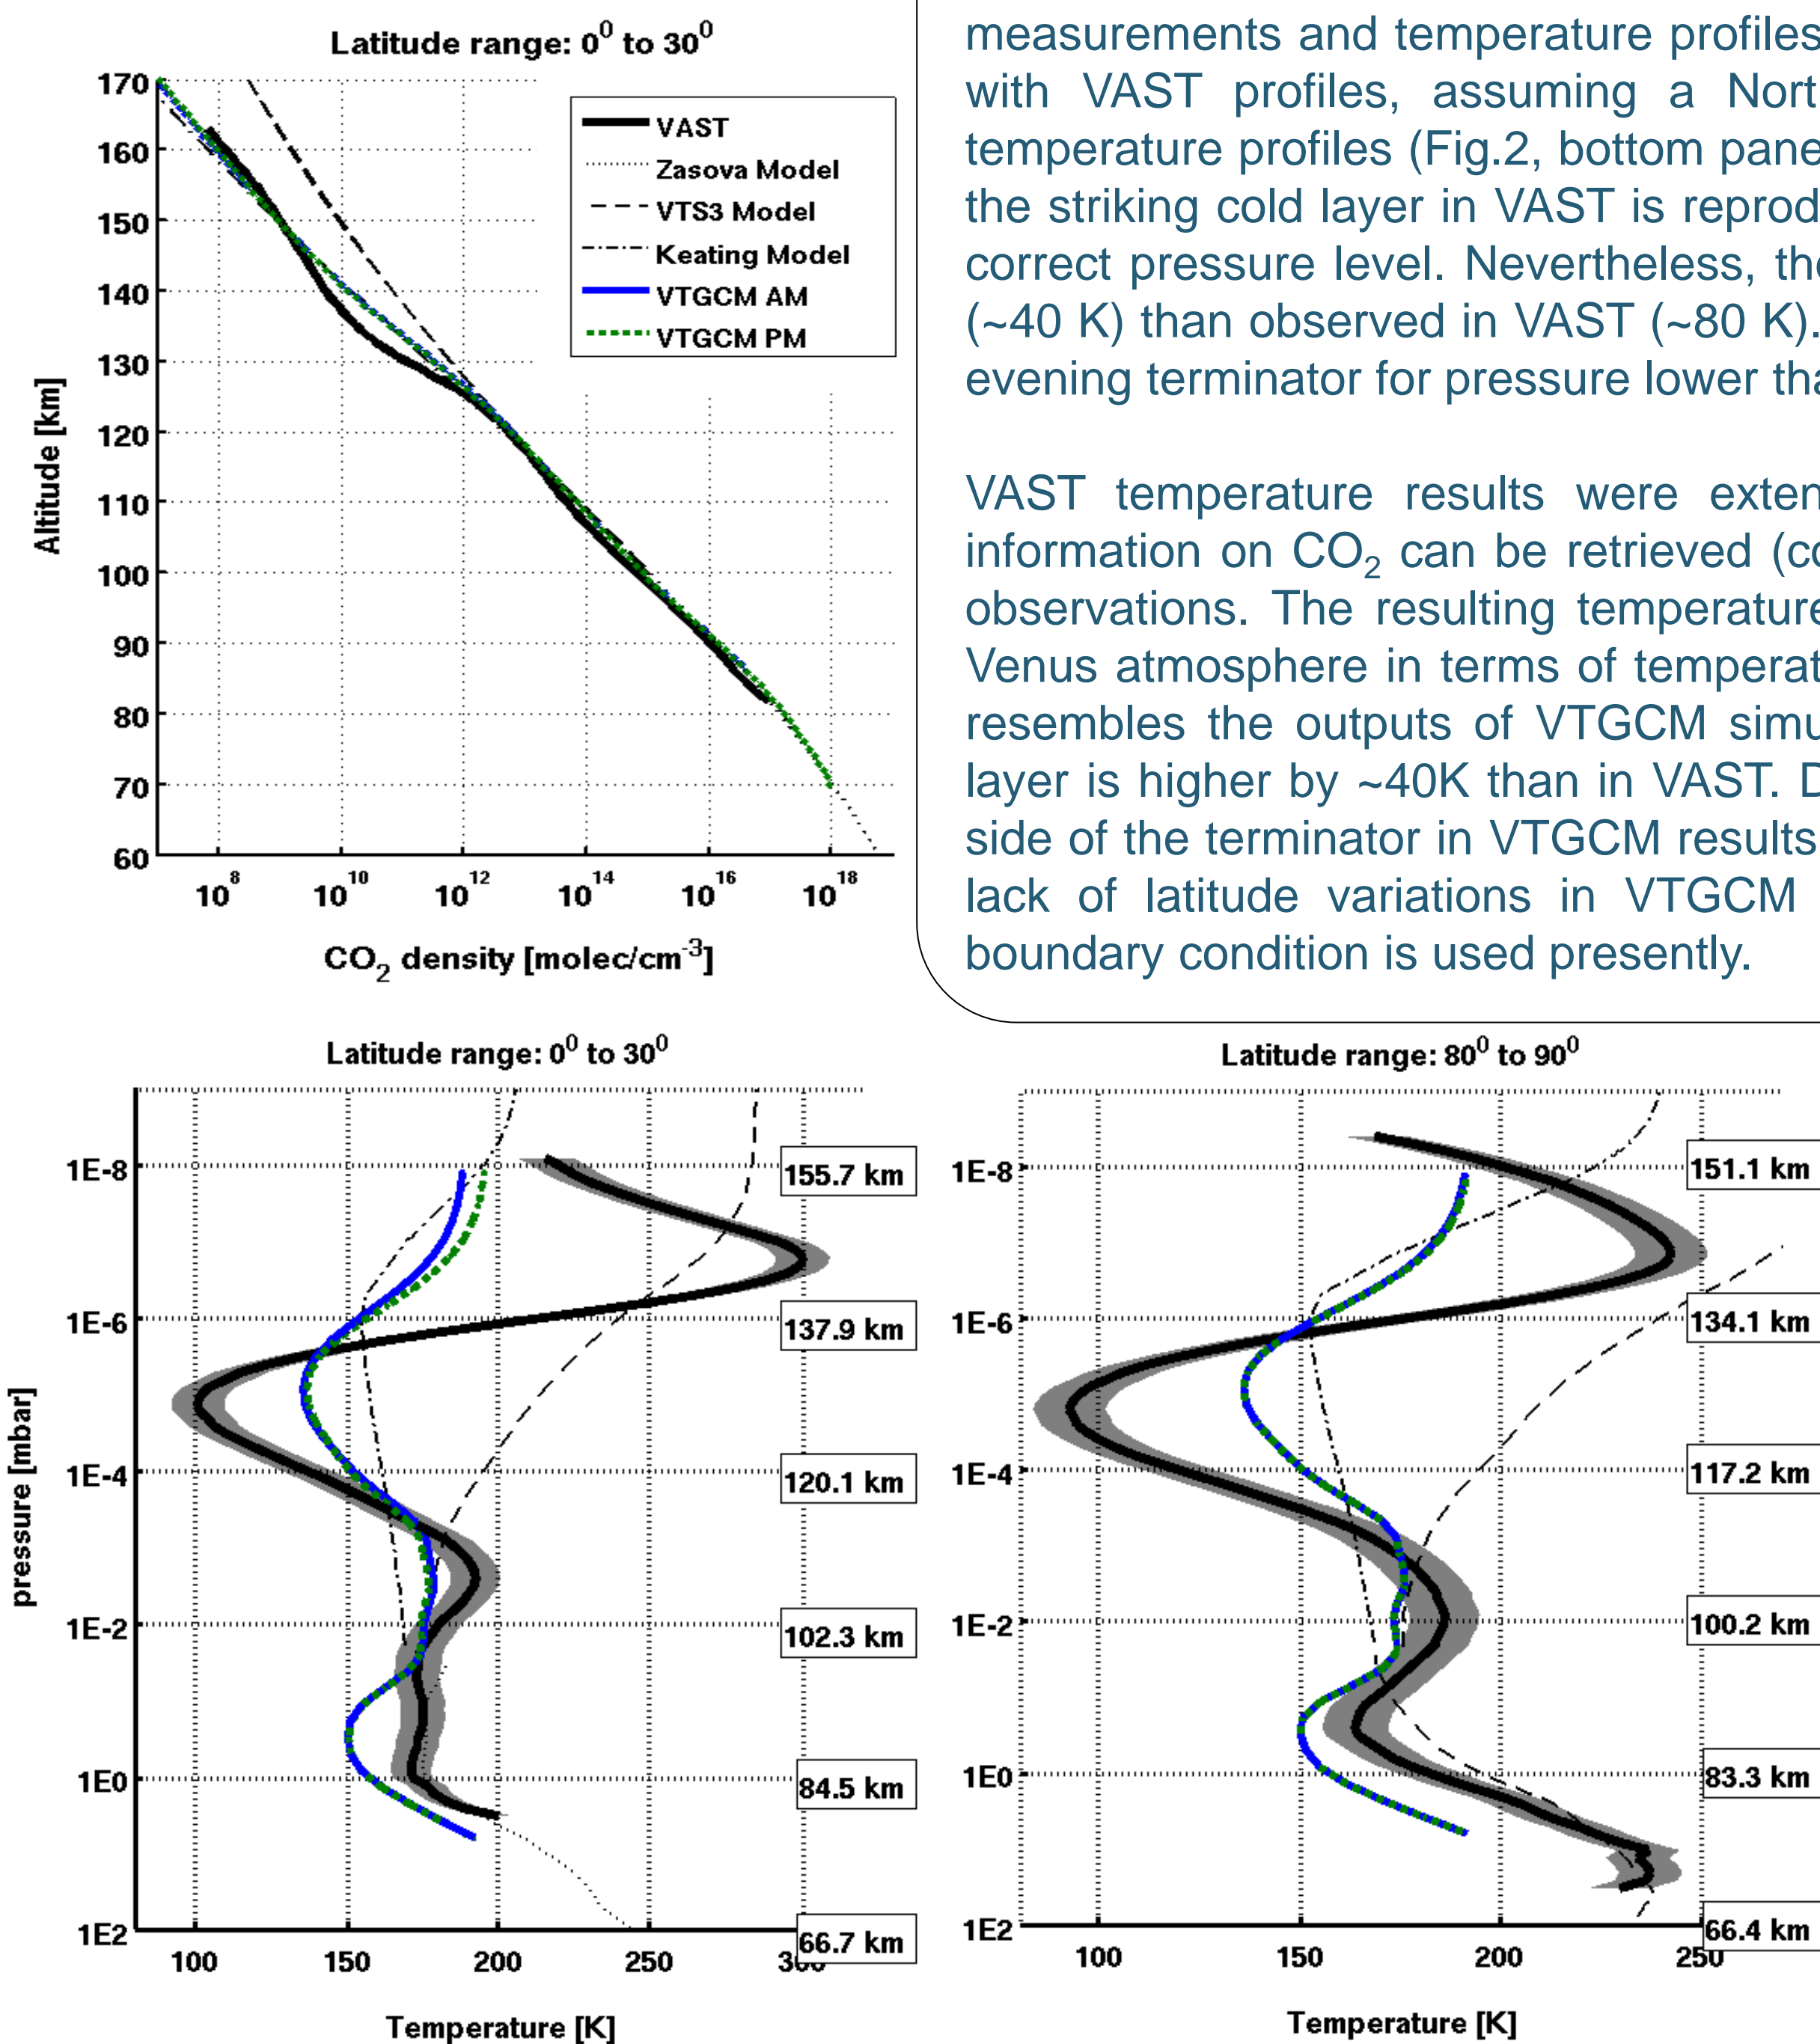 Latitude range: 0⁰ to 30⁰
170
160
150
140
130
120
110
100
90
80
70
60
Altitude [km]
VAST
Zasova Model
VTS3 Model
Keating Model
VTGCM AM
VTGCM PM
10⁸ 10¹⁰ 10¹² 10¹⁴ 10¹⁶ 10¹⁸
CO₂ density [molec/cm⁻³]
measurements and temperature profiles
with VAST profiles, assuming a
temperature profiles (Fig.2, bottom
the striking cold layer in VAST is
correct pressure level. Nevertheless,
(~40 K) than observed in VAST (~80 K).
evening terminator for pressure lower
VAST temperature results were
information on CO₂ can be retrieved
observations. The resulting temperature
Venus atmosphere in terms of
resembles the outputs of VTGCM
layer is higher by ~40K than in VAST.
side of the terminator in VTGCM results
lack of latitude variations in VTGCM
boundary condition is used presently.
Latitude range: 0⁰ to 30⁰
1E-8
1E-6
1E-4
1E-2
1E0
1E2
pressure [mbar]
155.7 km
137.9 km
120.1 km
102.3 km
84.5 km
66.7 km
100 150 200 250
Temperature [K]
Latitude range: 80⁰ to 90⁰
1E-8
1E-6
1E-4
1E-2
1E0
1E2
151.1 km
134.1 km
117.2 km
100.2 km
83.3 km
66.4 km
100 150 200 250
Temperature [K]